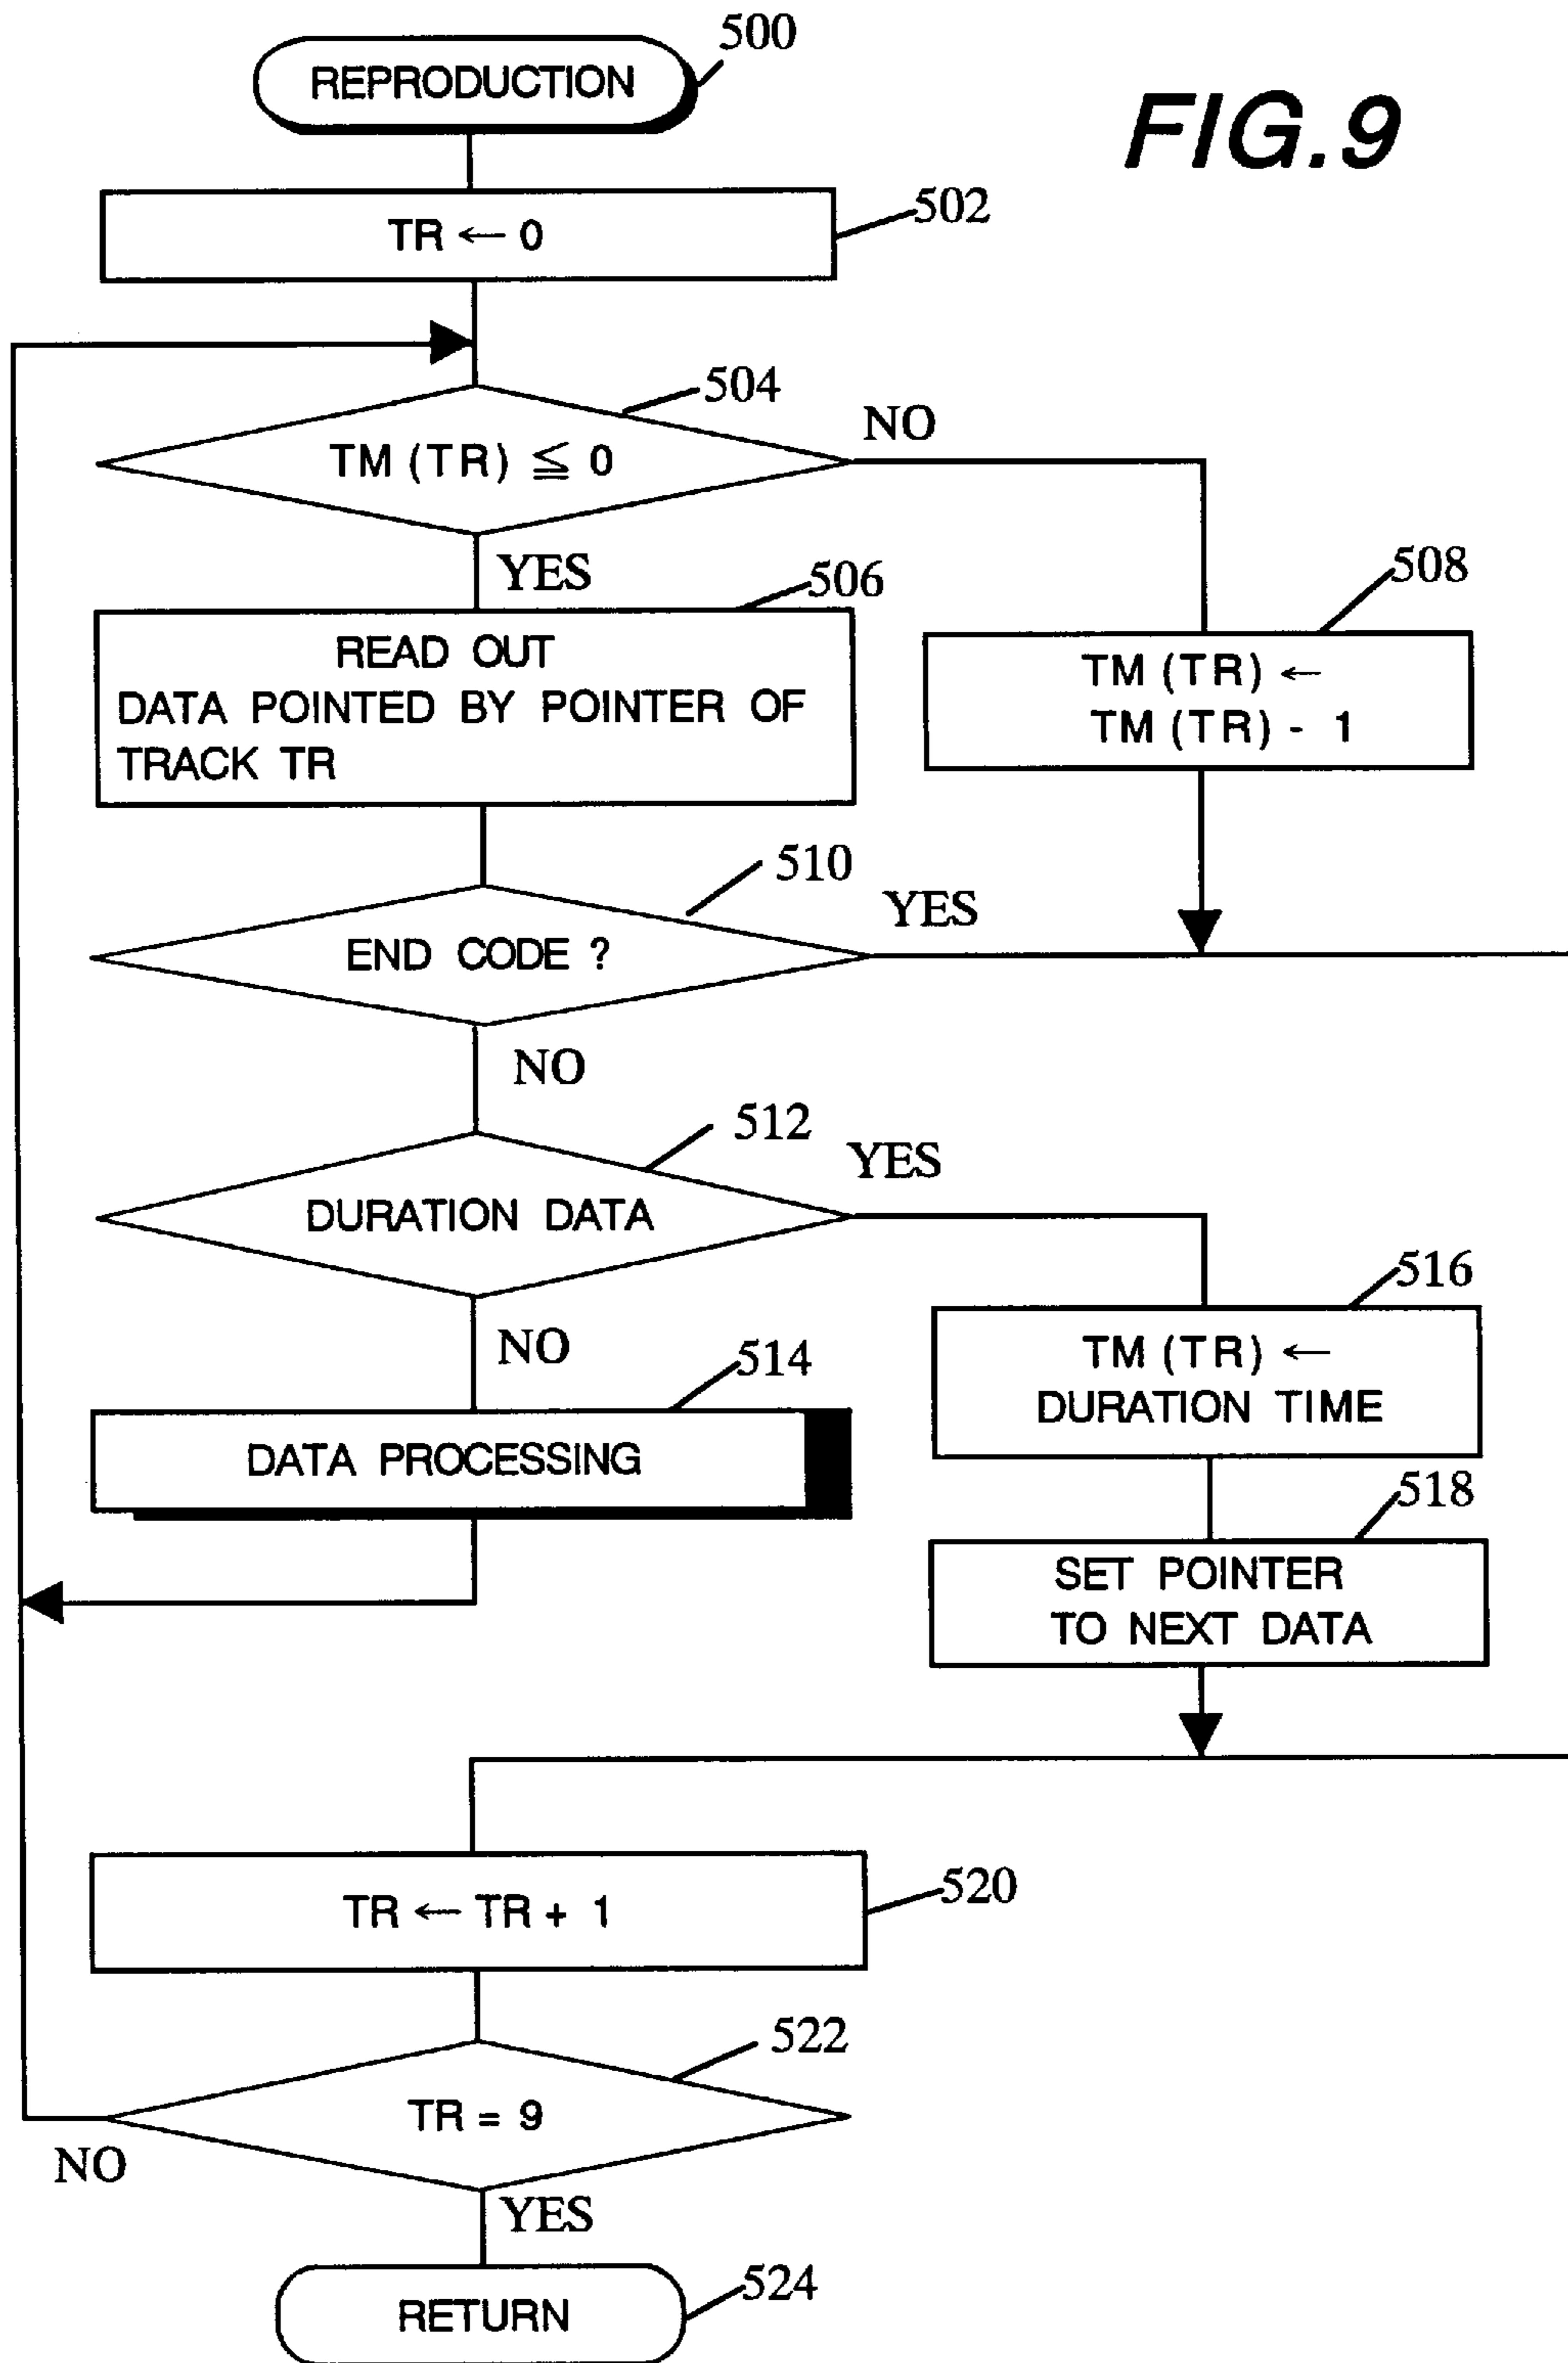 500
REPRODUCTION
FIG.9
502
TR ← 0
504
NO
TM (TR) ≦ 0
YES
506
508
READ OUT
DATA POINTED BY POINTER OF
TRACK TR
TM (TR) ←
TM (TR) - 1
510
YES
END CODE ?
NO
512
YES
DURATION DATA
516
NO
514
TM (TR) ←
DURATION TIME
DATA PROCESSING
518
SET POINTER
TO NEXT DATA
520
TR ← TR + 1
522
TR = 9
NO
YES
524
RETURN